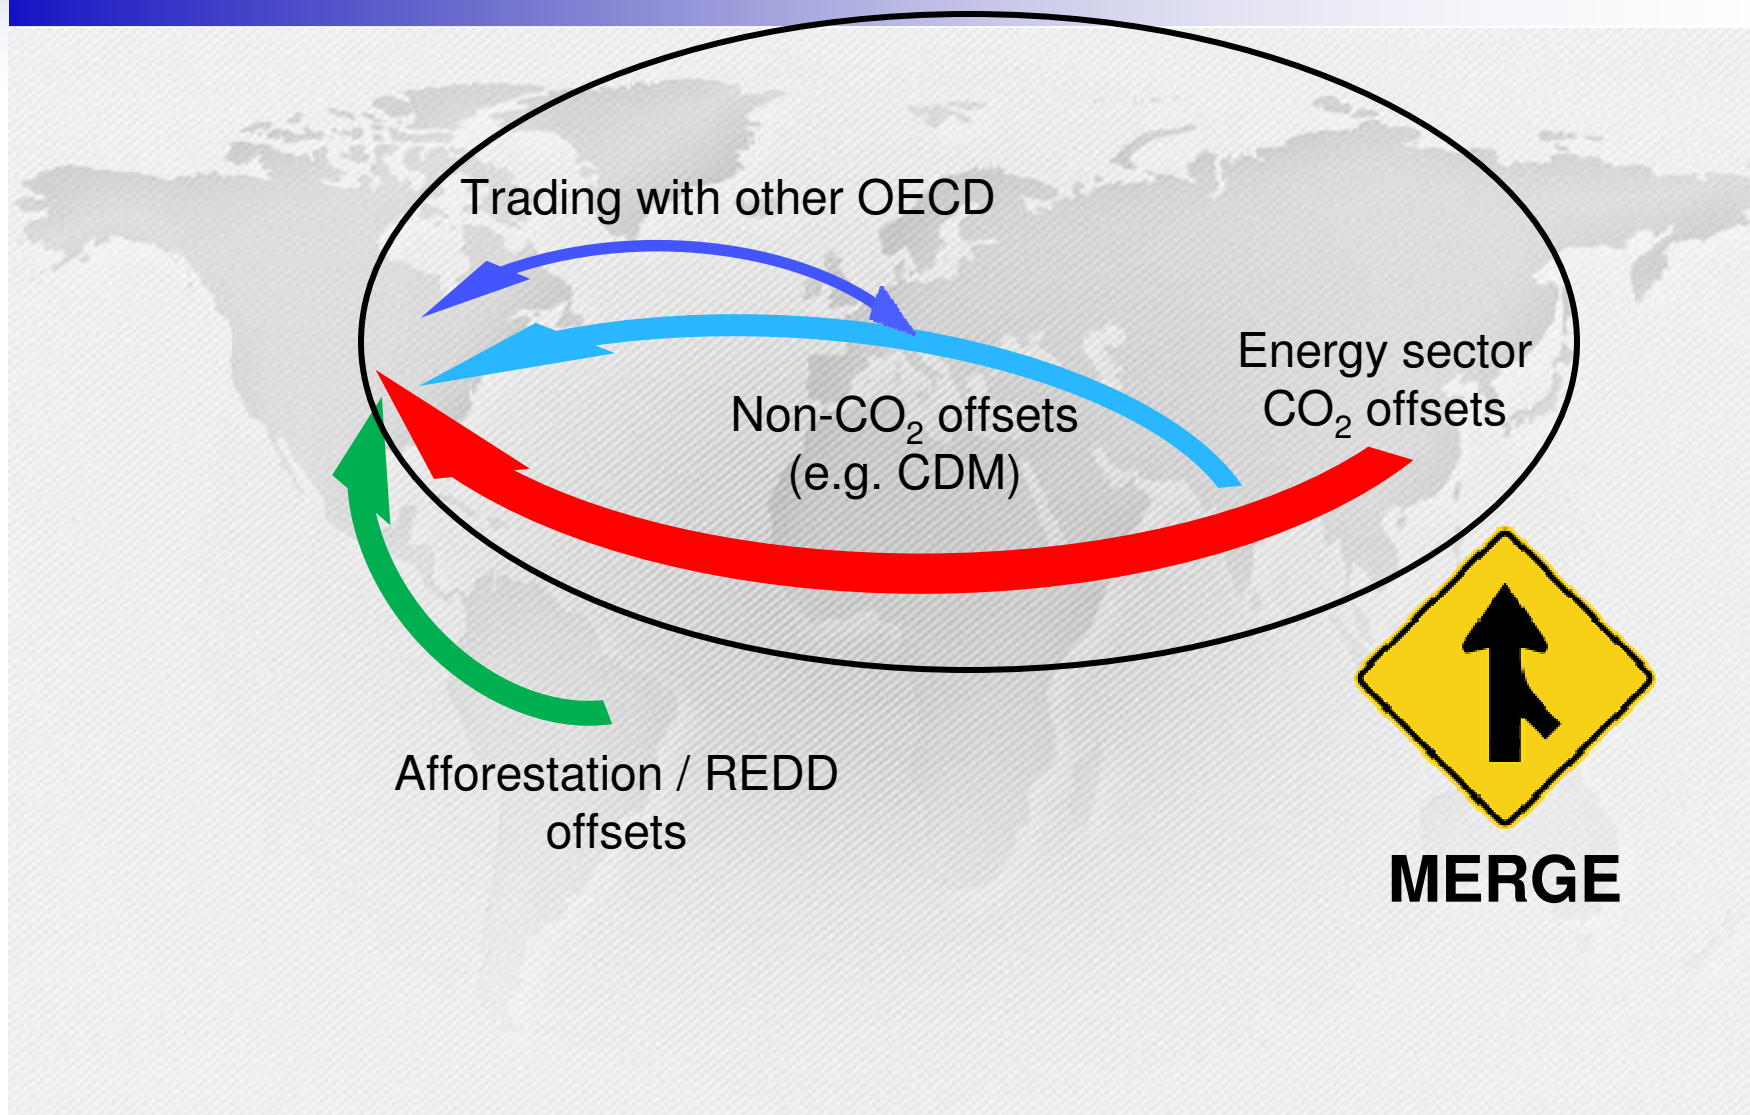 Trading with other OECD
Energy sector
CO₂ offsets
Non-CO₂ offsets
(e.g. CDM)
Afforestation / REDD
offsets
MERGE